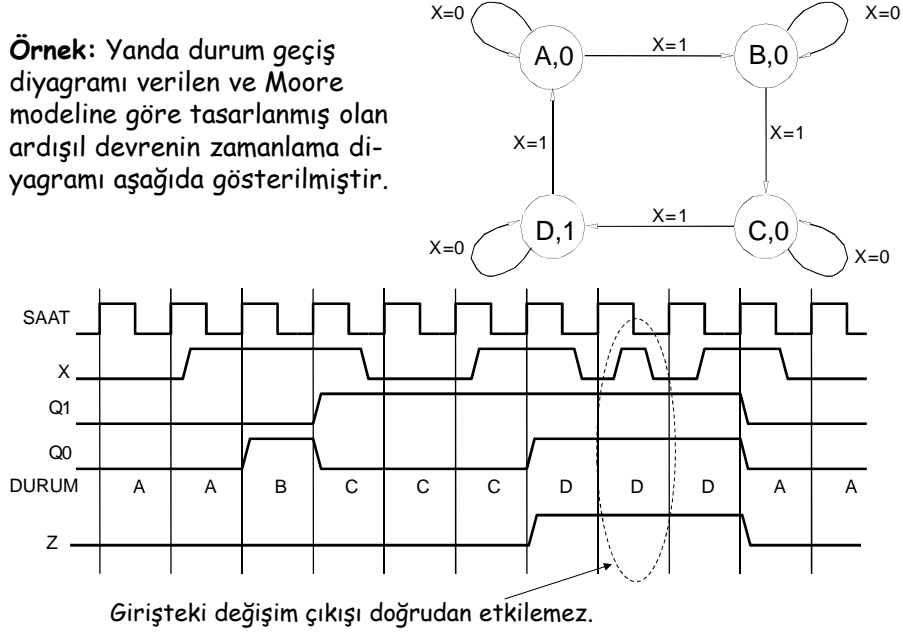 Örnek: Yanda durum geçiş
diyagramı verilen ve Moore
modeline göre tasarlanmış olan
ardışıl devrenin zamanlama di-
yagramı aşağıda gösterilmiştir.
X=0
X=0
A,0
X=1
B,0
X=1
X=1
D,1
X=1
C,0
X=0
X=0
SAAT
X
Q1
Q0
DURUM A A B C C C D D D A A
Z
Girişteki değişim çıkışı doğrudan etkilemez.